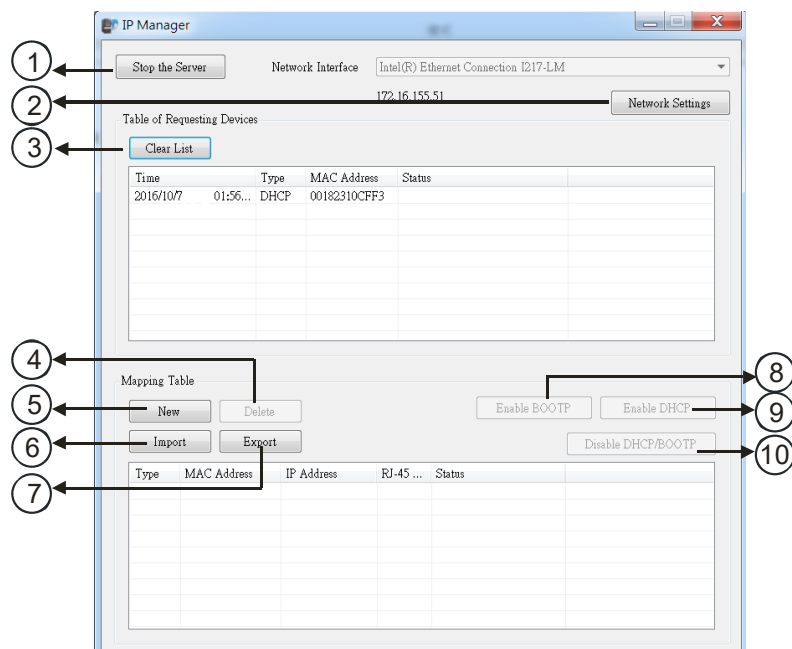 IP Manager
1 Stop the Server Network Interface Intel(R) Ethernet Connection I217-LM
2 172.16.155.51 Network Settings
Table of Requesting Devices
3 Clear List
Time Type MAC Address Status
2016/10/7 01:56... DHCP 00182310CFF3
4
Mapping Table 8
5 New Delete Enable BOOTP Enable DHCP 9
6 Import Export Disable DHCP/BOOTP 10
7 Type MAC Address IP Address RJ-45 ... Status